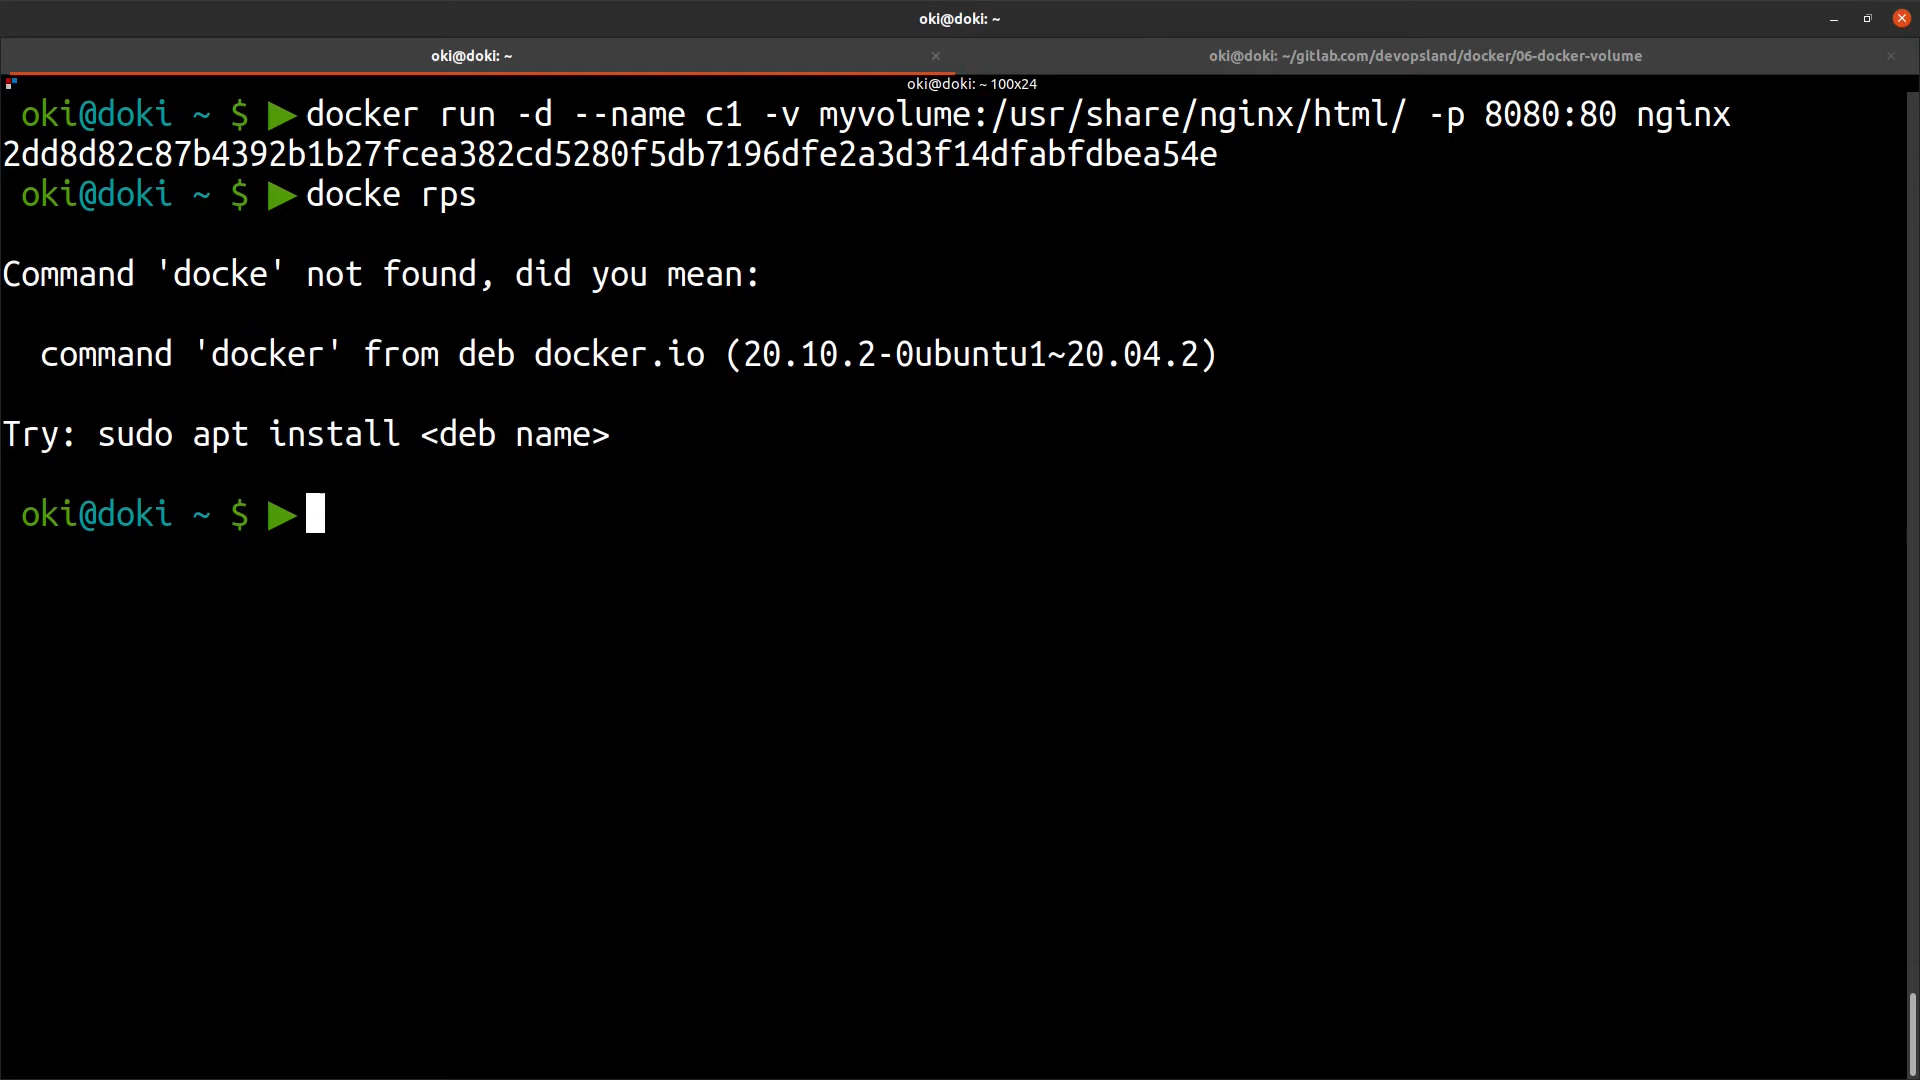 oki@doki: ~
oki@doki: ~ × oki@doki: ~/gitlab.com/devopsland/docker/06-docker-volume ×
oki@doki: ~ 100x24
oki@doki ~ $ ▶docker run -d --name c1 -v myvolume:/usr/share/nginx/html/ -p 8080:80 nginx
2dd8d82c87b4392b1b27fcea382cd5280f5db7196dfe2a3d3f14dfabfdbea54e
oki@doki ~ $ ▶docke rps
Command 'docke' not found, did you mean:
command 'docker' from deb docker.io (20.10.2-0ubuntu1~20.04.2)
Try: sudo apt install <deb name>
oki@doki ~ $ ▶